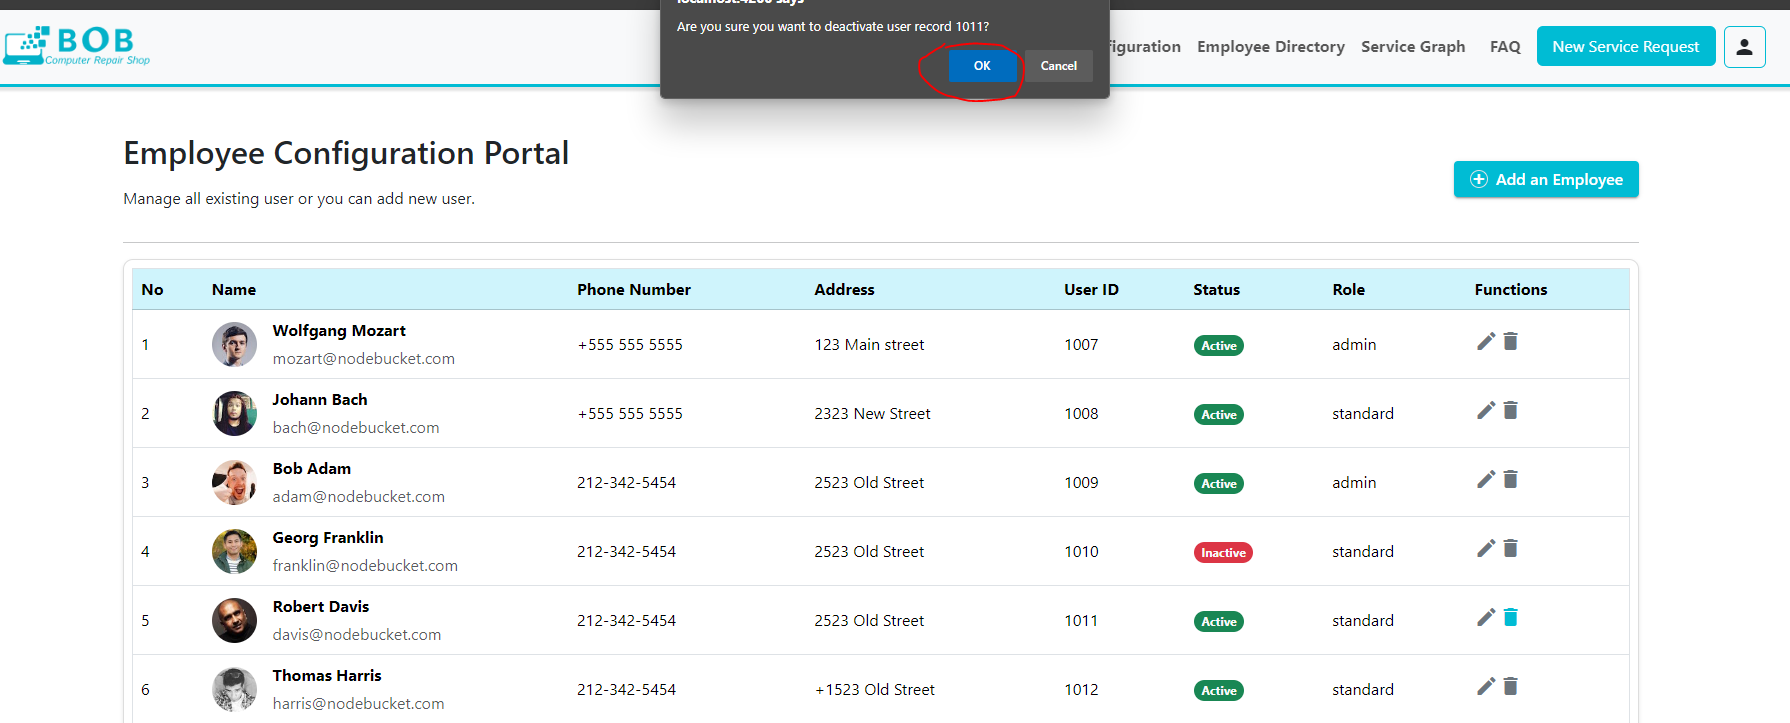 localhost:4200 says
Are you sure you want to deactivate user record 1011?
OK
Cancel
BOB
Computer Repair Shop
figuration
Employee Directory
Service Graph
FAQ
New Service Request
Employee Configuration Portal
Manage all existing user or you can add new user.
Add an Employee
No Name Phone Number Address User ID Status Role Functions
1 Wolfgang Mozart +555 555 5555 123 Main street 1007 Active admin
mozart@nodebucket.com
2 Johann Bach +555 555 5555 2323 New Street 1008 Active standard
bach@nodebucket.com
3 Bob Adam 212-342-5454 2523 Old Street 1009 Active admin
adam@nodebucket.com
4 Georg Franklin 212-342-5454 2523 Old Street 1010 Inactive standard
franklin@nodebucket.com
5 Robert Davis 212-342-5454 2523 Old Street 1011 Active standard
davis@nodebucket.com
6 Thomas Harris 212-342-5454 +1523 Old Street 1012 Active standard
harris@nodebucket.com